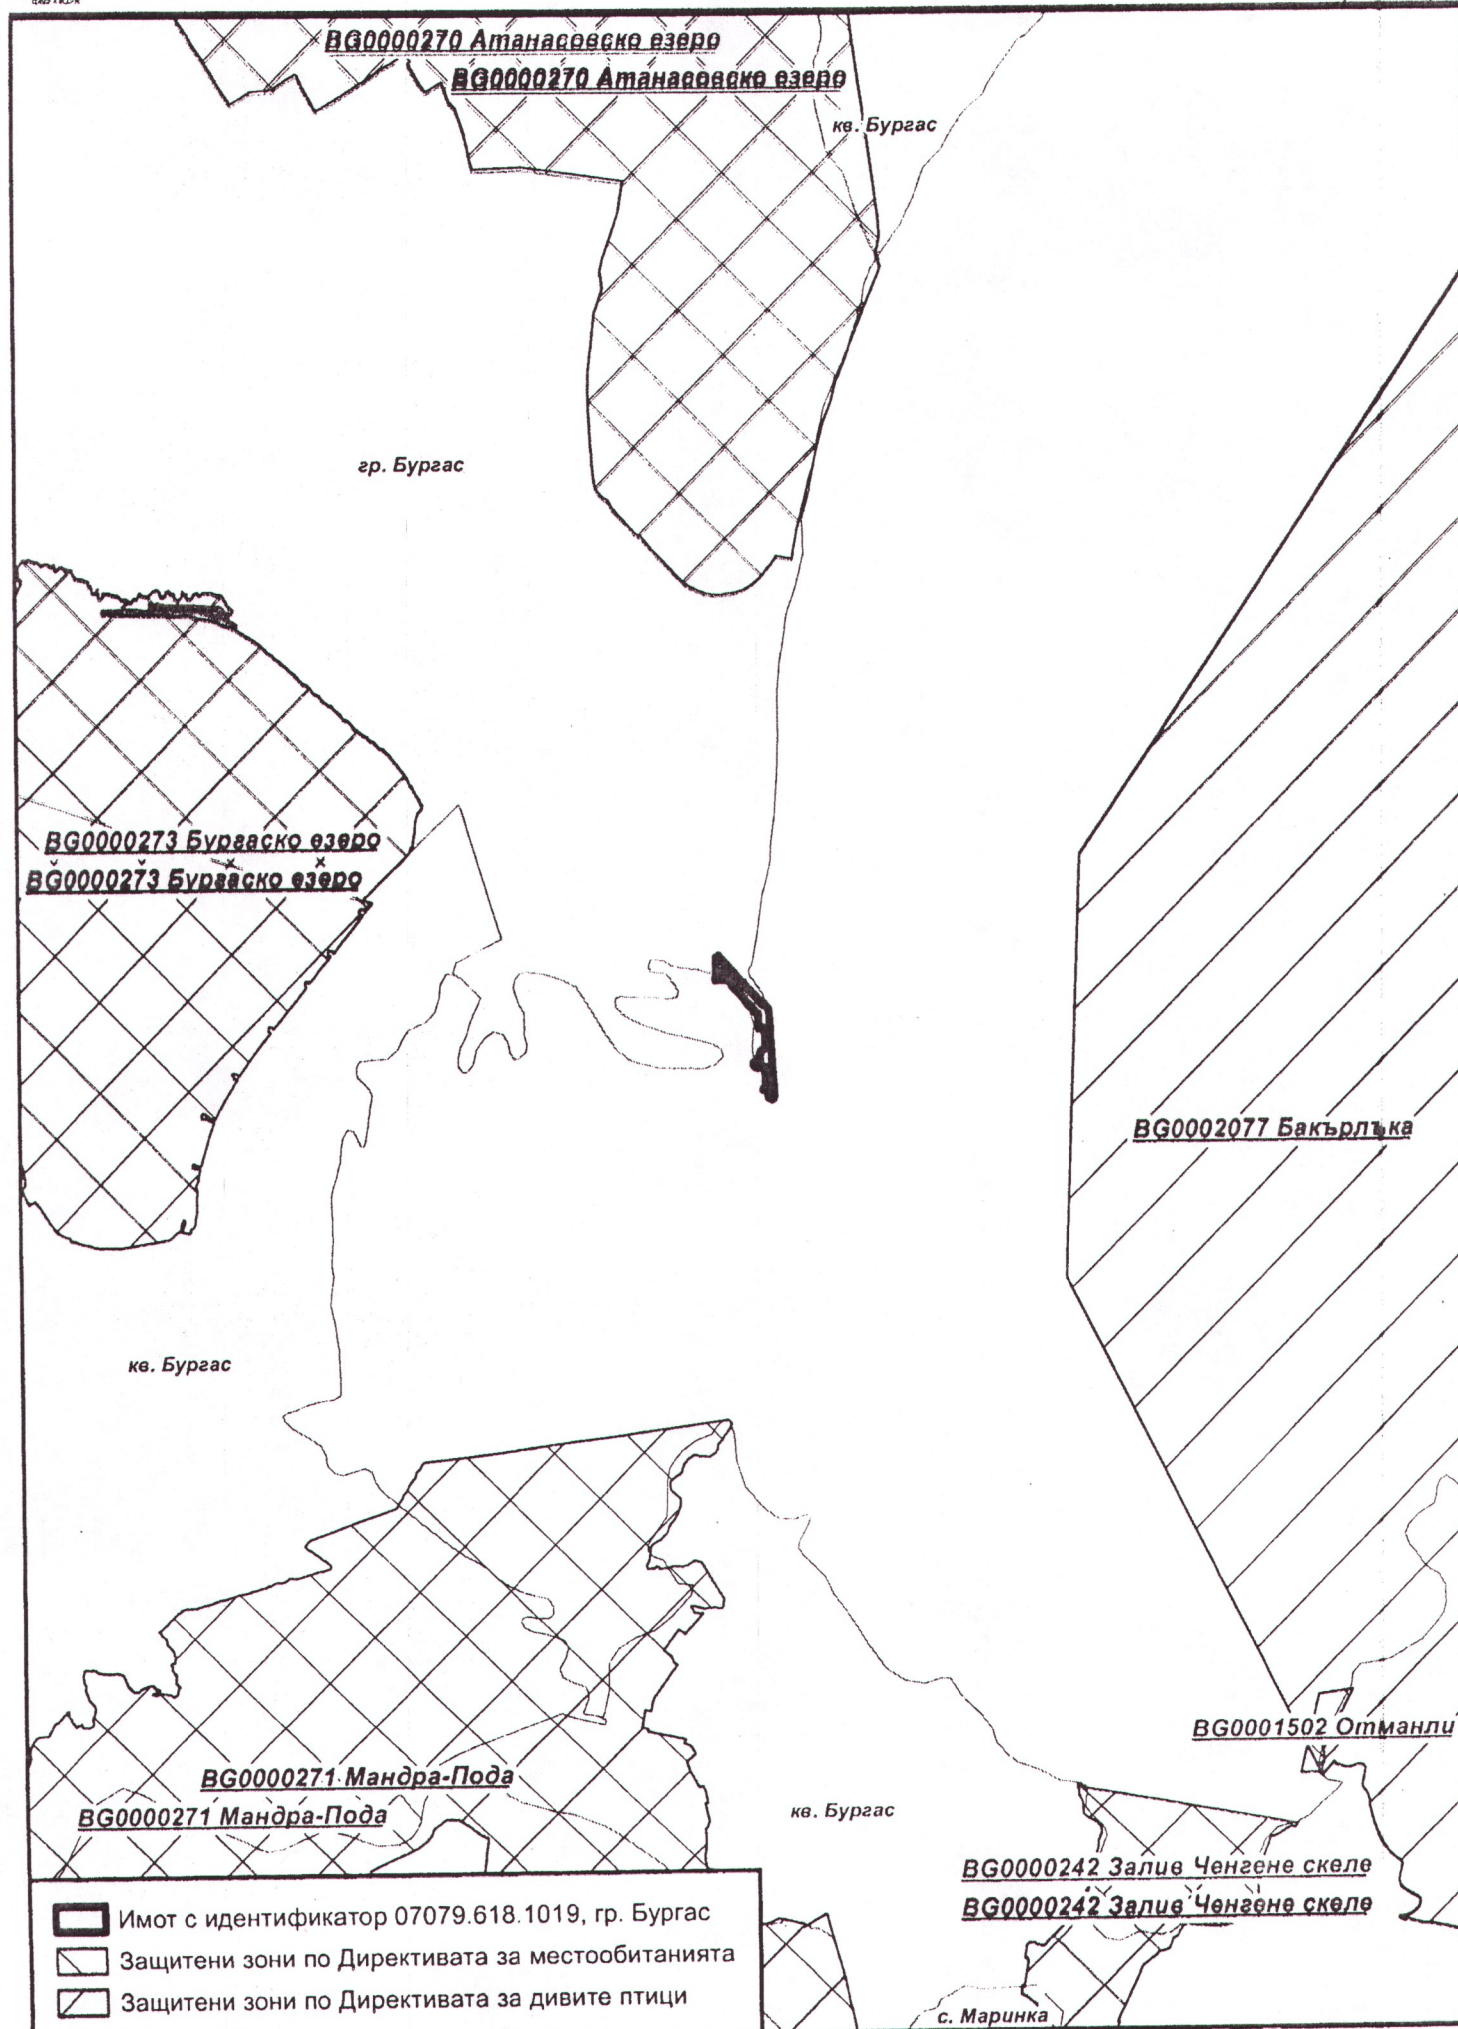 BG0000270 Атанасовско езеро
BG0000270 Атанасовско езеро
кв. Бургас
гр. Бургас
BG0000273 Бургаско езеро
BG0000273 Бургаско езеро
BG0002077 Бакърлъка
кв. Бургас
BG0001502 Отманли
BG0000271 Мандра-Пода
BG0000271 Мандра-Пода
кв. Бургас
BG0000242 Залив Ченгене скеле
BG0000242 Залив Ченгене скеле
Имот с идентификатор 07079.618.1019, гр. Бургас
Защитени зони по Директивата за местообитанията
Защитени зони по Директивата за дивите птици
с. Маринка